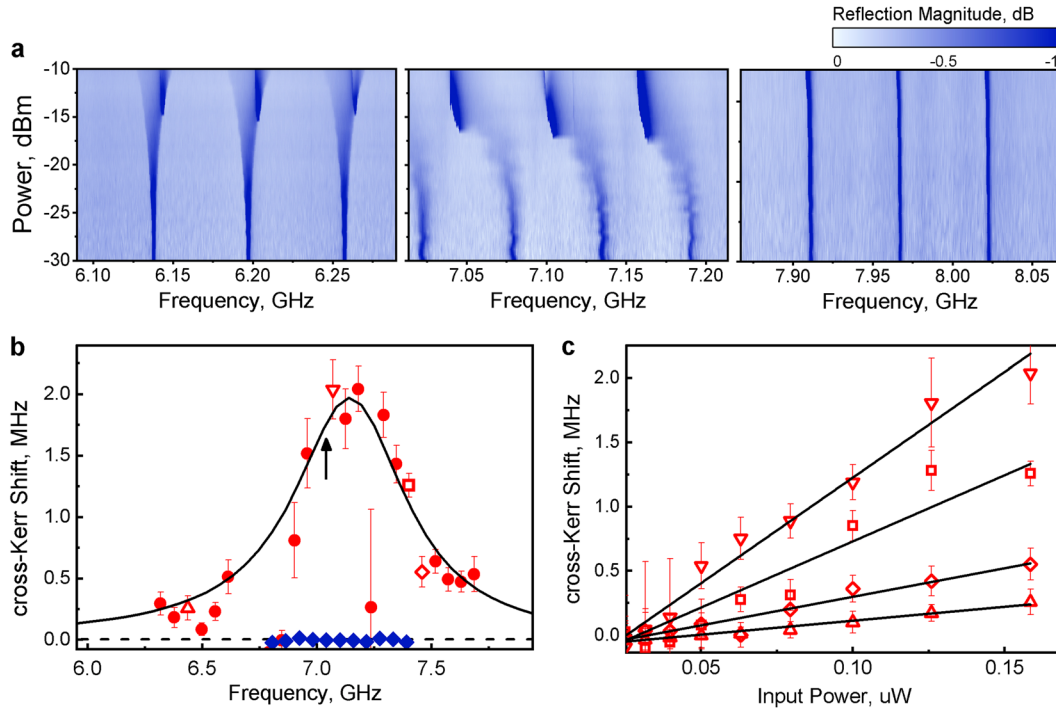 Reflection Magnitude, dB
0 -0.5 -1
a
Power, dBm
-10
-15
-20
-25
-30
6.10 6.15 6.20 6.25
7.05 7.10 7.15 7.20
7.90 7.95 8.00 8.05
Frequency, GHz Frequency, GHz Frequency, GHz
b
cross-Kerr Shift, MHz
2.0
1.5
1.0
0.5
0.0
6.0 6.5 7.0 7.5
Frequency, GHz
c
cross-Kerr Shift, MHz
2.0
1.5
1.0
0.5
0.0
0.05 0.10 0.15
Input Power, uW